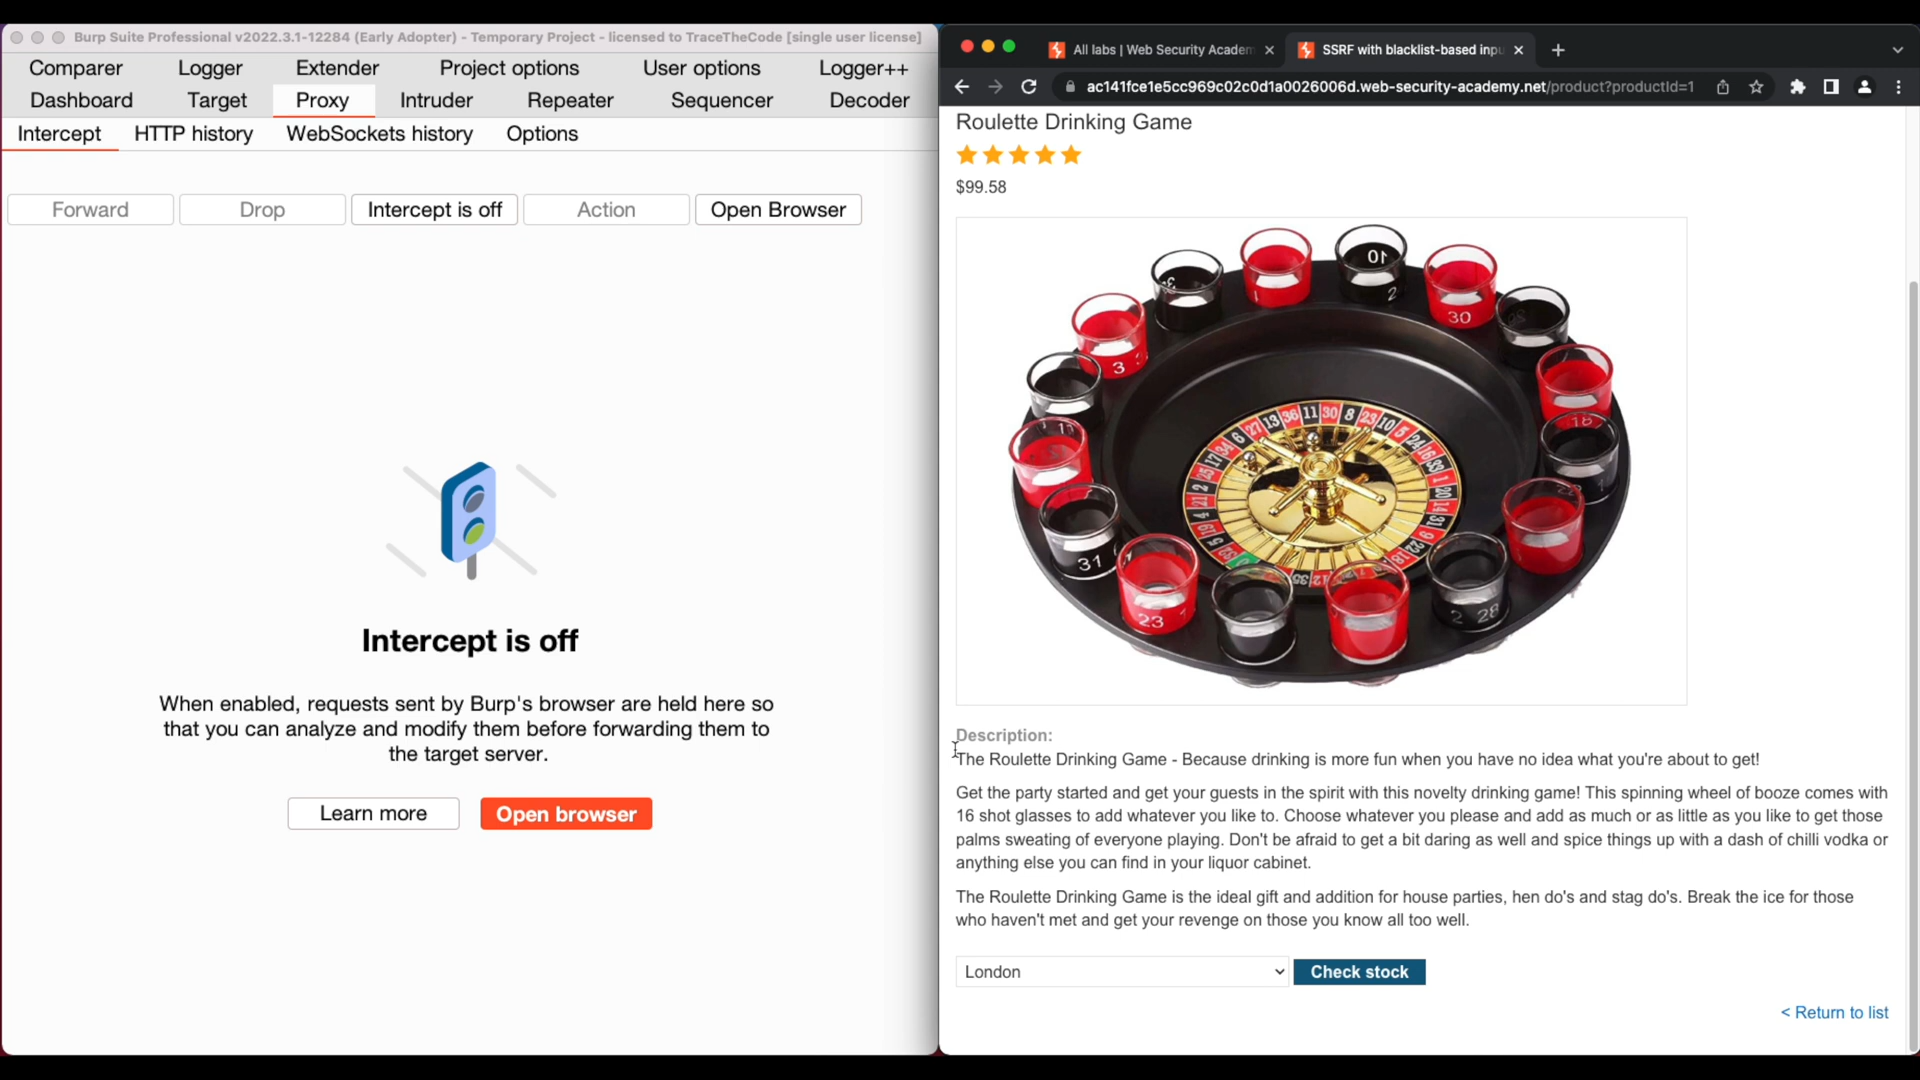 Burp Suite Professional v2022.3.1-12284 (Early Adopter) - Temporary Project - licensed to TraceTheCode [single user license]
Comparer Logger Extender Project options User options Logger++
Dashboard Target Proxy Intruder Repeater Sequencer Decoder
Intercept HTTP history WebSockets history Options
Forward Drop Intercept is off Action Open Browser
Intercept is off
When enabled, requests sent by Burp's browser are held here so
that you can analyze and modify them before forwarding them to
the target server.
Learn more Open browser
All labs | Web Security Academ SSRF with blacklist-based inpu
ac141fce1e5cc969c02c0d1a0026006d.web-security-academy.net/product?productId=1
Roulette Drinking Game
$99.58
10
2
30
3
31
23
2 28
Description:
The Roulette Drinking Game - Because drinking is more fun when you have no idea what you're about to get!
Get the party started and get your guests in the spirit with this novelty drinking game! This spinning wheel of booze comes with
16 shot glasses to add whatever you like to. Choose whatever you please and add as much or as little as you like to get those
palms sweating of everyone playing. Don't be afraid to get a bit daring as well and spice things up with a dash of chilli vodka or
anything else you can find in your liquor cabinet.
The Roulette Drinking Game is the ideal gift and addition for house parties, hen do's and stag do's. Break the ice for those
who haven't met and get your revenge on those you know all too well.
London Check stock
< Return to list